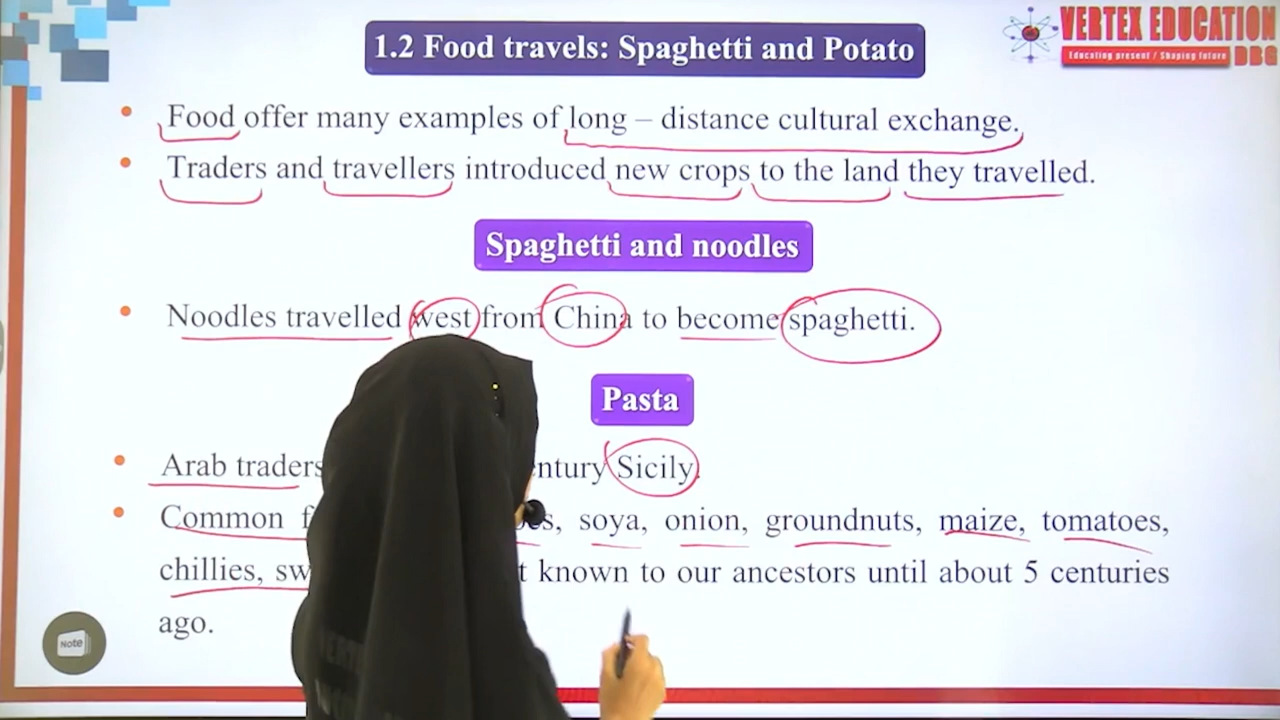 1.2 Food travels: Spaghetti and Potato
VERTEX EDUCATION
Educating present / Shaping future DBG
Food offer many examples of long – distance cultural exchange.
Traders and travellers introduced new crops to the land they travelled.
Spaghetti and noodles
Noodles travelled west from China to become spaghetti.
Pasta
Arab traders Sicily.
Common soya, onion, groundnuts, maize, tomatoes,
chillies, known to our ancestors until about 5 centuries
ago.
Note